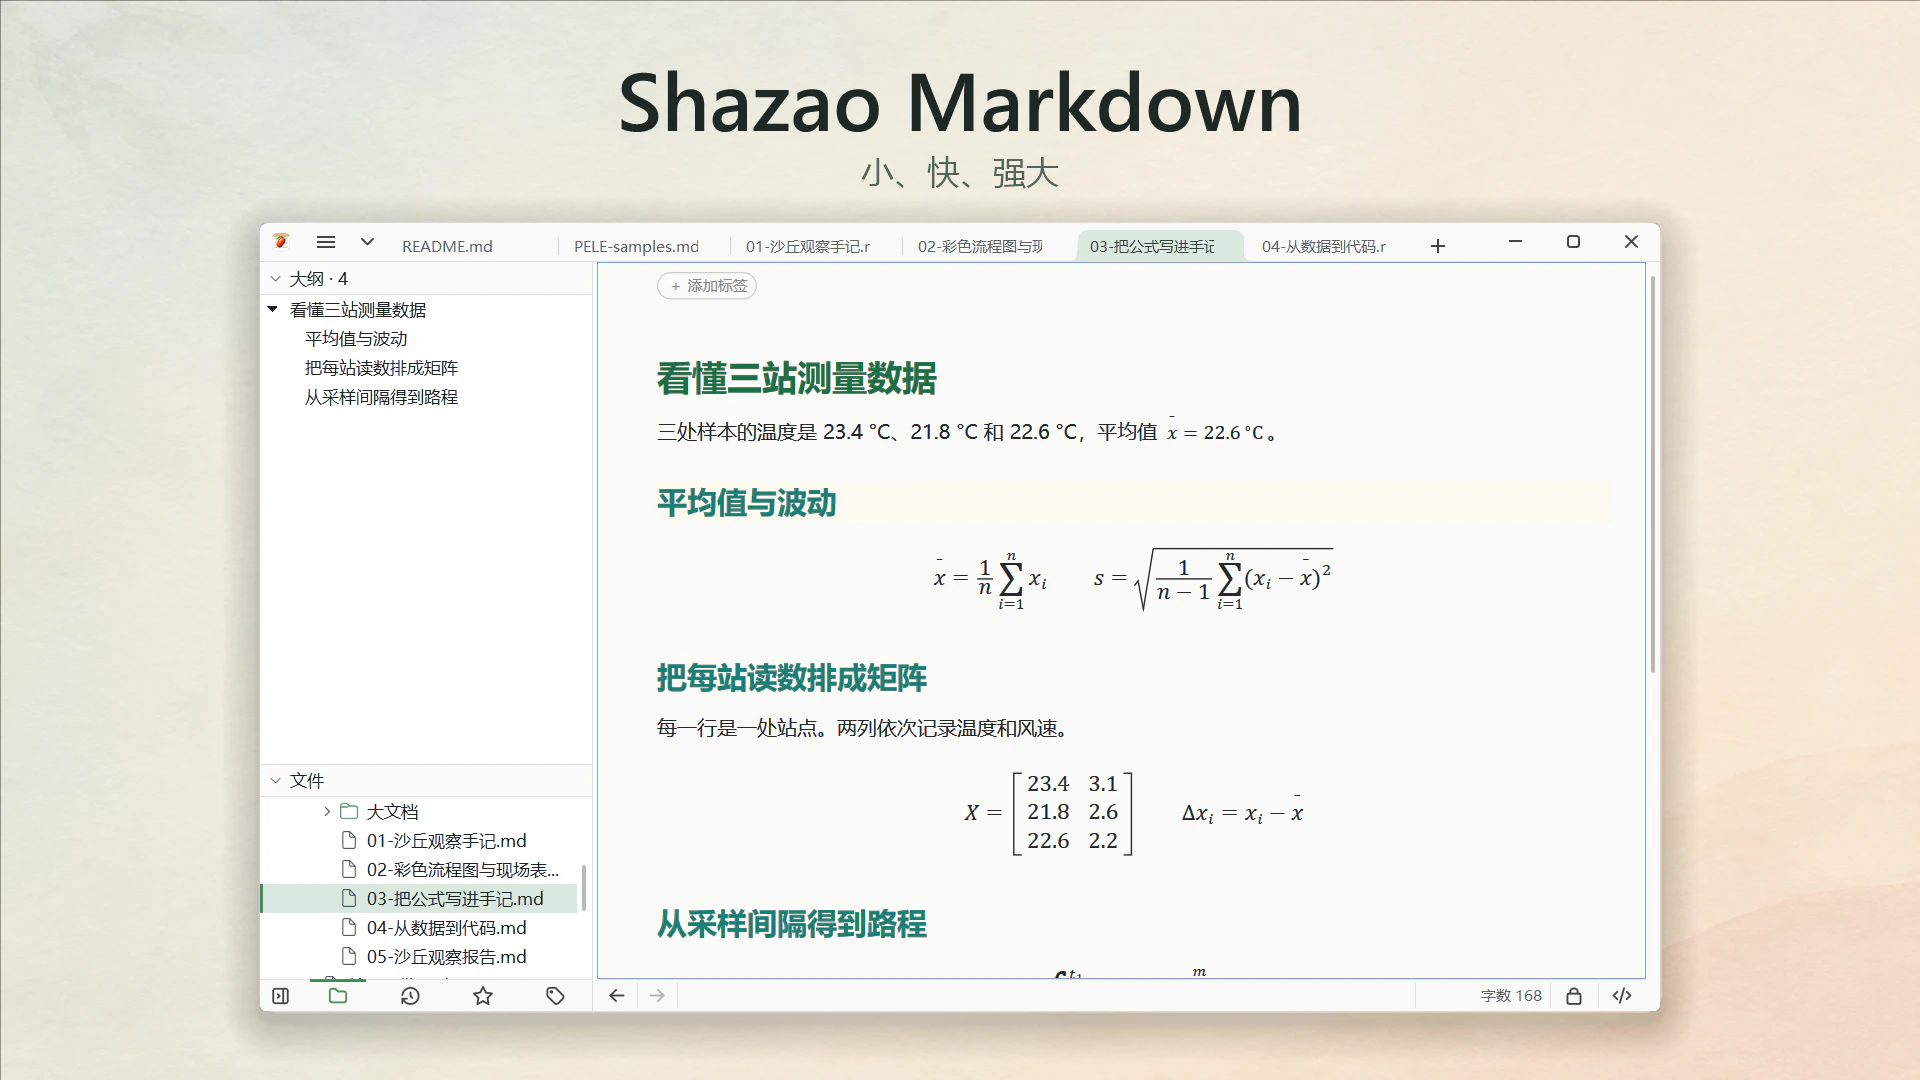 Shazao Markdown
小、快、强大
README.md
PELE-samples.md
01-沙丘观察手记.r
02-彩色流程图与现
03-把公式写进手记
04-从数据到代码.r
大纲 · 4
看懂三站测量数据
平均值与波动
把每站读数排成矩阵
从采样间隔得到路程
文件
大文档
01-沙丘观察手记.md
02-彩色流程图与现场表...
03-把公式写进手记.md
04-从数据到代码.md
05-沙丘观察报告.md
+ 添加标签
看懂三站测量数据
三处样本的温度是 23.4 °C、21.8 °C 和 22.6 °C，平均值 x̄ = 22.6 °C。
平均值与波动
x̄ = 1/n ∑_{i=1}^{n} x_i    s = √(1/(n − 1) ∑_{i=1}^{n} (x_i − x̄)²)
把每站读数排成矩阵
每一行是一处站点。两列依次记录温度和风速。
X = [23.4 3.1
21.8 2.6
22.6 2.2]    Δx_i = x_i − x̄
从采样间隔得到路程
字数 168